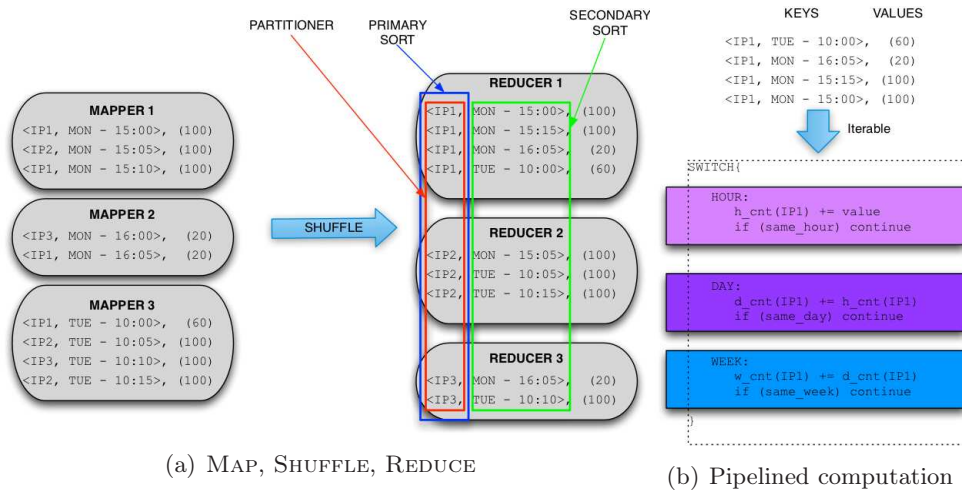 PARTITIONER
PRIMARY
SORT
SECONDARY
SORT
MAPPER 1
<IP1, MON - 15:00>, (100)
<IP2, MON - 15:05>, (100)
<IP1, MON - 15:10>, (100)
MAPPER 2
<IP3, MON - 16:00>, (20)
<IP1, MON - 16:05>, (20)
MAPPER 3
<IP1, TUE - 10:00>, (60)
<IP2, TUE - 10:05>, (100)
<IP3, TUE - 10:10>, (100)
<IP2, TUE - 10:15>, (100)
SHUFFLE
REDUCER 1
<IP1, MON - 15:00>, (100)
<IP1, MON - 15:15>, (100)
<IP1, MON - 16:05>, (20)
<IP1, TUE - 10:00>, (60)
REDUCER 2
<IP2, MON - 15:05>, (100)
<IP2, TUE - 10:05>, (100)
<IP2, TUE - 10:15>, (100)
REDUCER 3
<IP3, MON - 16:05>, (20)
<IP3, TUE - 10:10>, (100)
(a) MAP, SHUFFLE, REDUCE
KEYS VALUES
<IP1, TUE - 10:00>, (60)
<IP1, MON - 16:05>, (20)
<IP1, MON - 15:15>, (100)
<IP1, MON - 15:00>, (100)
Iterable
SWITCH{
HOUR:
h_cnt(IP1) += value
if (same_hour) continue
DAY:
d_cnt(IP1) += h_cnt(IP1)
if (same_day) continue
WEEK:
w_cnt(IP1) += d_cnt(IP1)
if (same_week) continue
}
(b) Pipelined computation